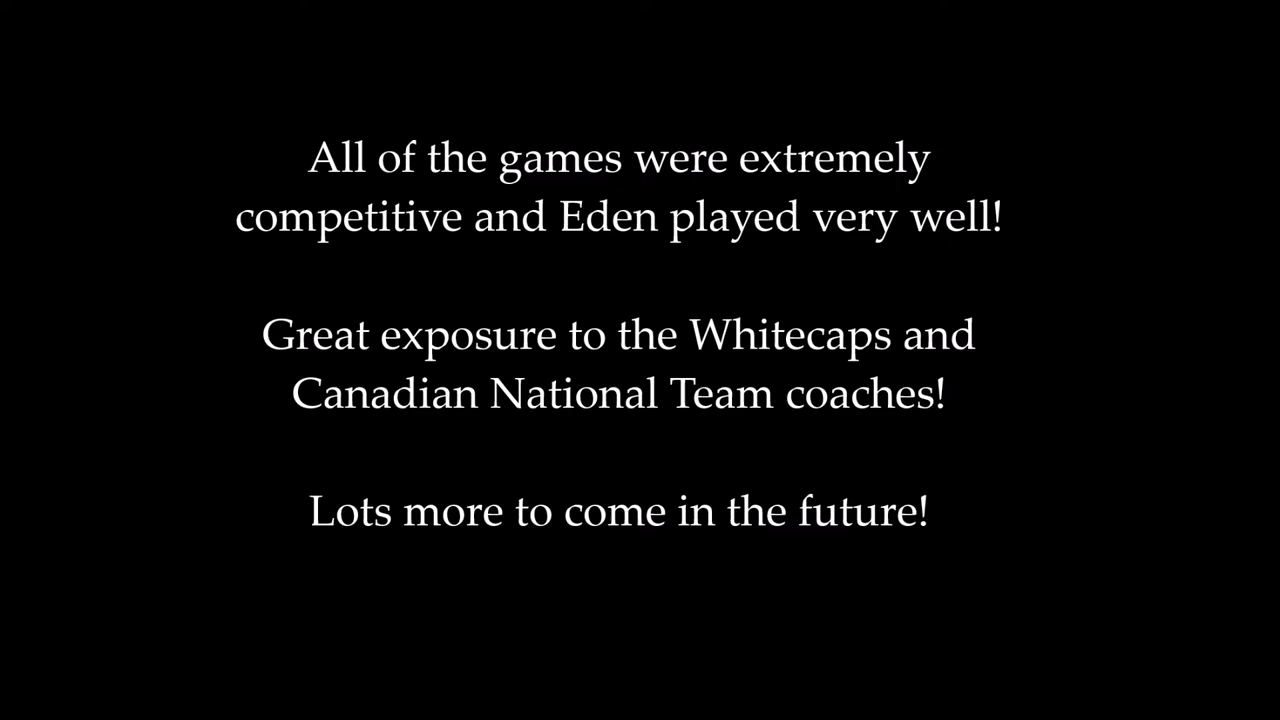 All of the games were extremely
competitive and Eden played very well!
Great exposure to the Whitecaps and
Canadian National Team coaches!
Lots more to come in the future!